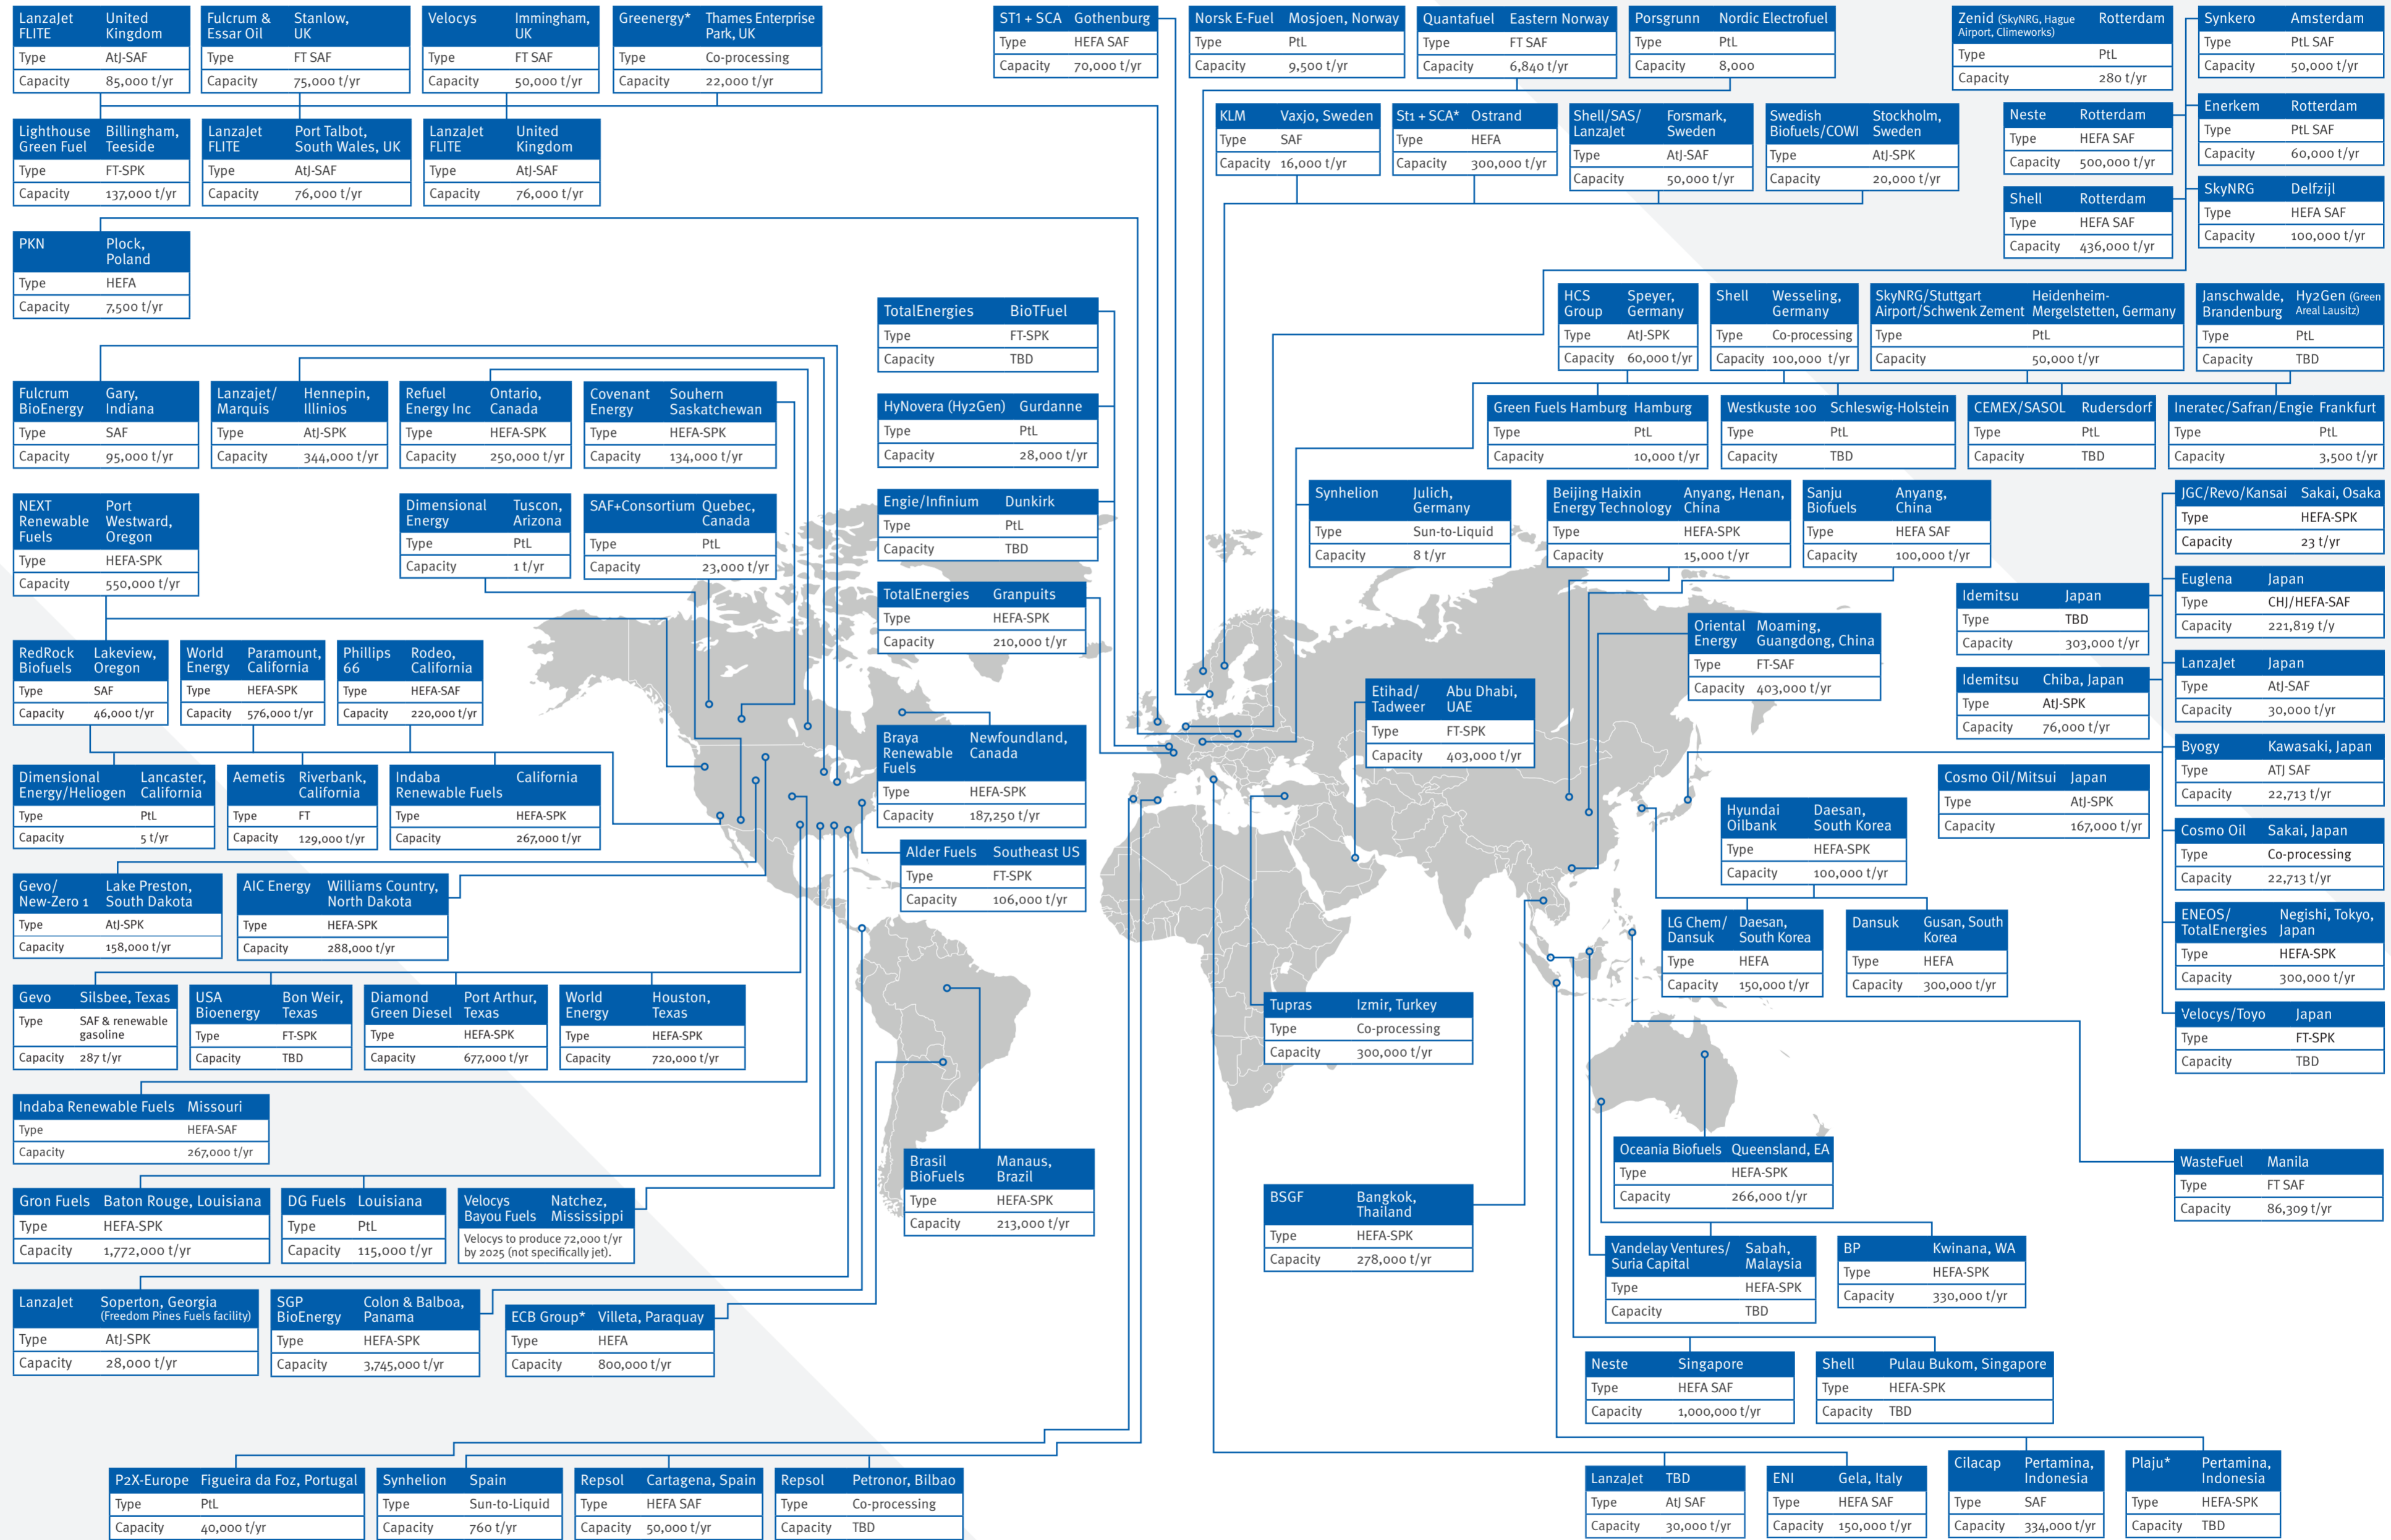 LanzaJet FLITE United Kingdom
Type AtJ-SAF
Capacity 85,000 t/yr
Fulcrum & Essar Oil Stanlow, UK
Type FT SAF
Capacity 75,000 t/yr
Velocys Immingham, UK
Type FT SAF
Capacity 50,000 t/yr
Greenergy* Thames Enterprise Park, UK
Type Co-processing
Capacity 22,000 t/yr
ST1 + SCA Gothenburg
Type HEFA SAF
Capacity 70,000 t/yr
Norsk E-Fuel Mosjoen, Norway
Type PtL
Capacity 9,500 t/yr
Quantafuel Eastern Norway
Type FT SAF
Capacity 6,840 t/yr
Porsgrunn Nordic Electrofuel
Type PtL
Capacity 8,000
Zenid (SkyNRG, Hague Airport, Climeworks) Rotterdam
Type PtL
Capacity 280 t/yr
Synkero Amsterdam
Type PtL SAF
Capacity 50,000 t/yr
Lighthouse Green Fuel Billingham, Teeside
Type FT-SPK
Capacity 137,000 t/yr
LanzaJet FLITE Port Talbot, South Wales, UK
Type AtJ-SAF
Capacity 76,000 t/yr
LanzaJet FLITE United Kingdom
Type AtJ-SAF
Capacity 76,000 t/yr
KLM Vaxjo, Sweden
Type SAF
Capacity 16,000 t/yr
St1 + SCA* Ostrand
Type HEFA
Capacity 300,000 t/yr
Shell/SAS/ LanzaJet Forsmark, Sweden
Type AtJ-SAF
Capacity 50,000 t/yr
Swedish Biofuels/COWI Stockholm, Sweden
Type AtJ-SPK
Capacity 20,000 t/yr
Neste Rotterdam
Type HEFA SAF
Capacity 500,000 t/yr
Enerkem Rotterdam
Type PtL SAF
Capacity 60,000 t/yr
Shell Rotterdam
Type HEFA SAF
Capacity 436,000 t/yr
SkyNRG Delfzijl
Type HEFA SAF
Capacity 100,000 t/yr
PKN Plock, Poland
Type HEFA
Capacity 7,500 t/yr
TotalEnergies BioTFuel
Type FT-SPK
Capacity TBD
HCS Group Speyer, Germany
Type AtJ-SPK
Capacity 60,000 t/yr
Shell Wesseling, Germany
Type Co-processing
Capacity 100,000 t/yr
SkyNRG/Stuttgart Airport/Schwenk Zement Heidenheim-Mergelstetten, Germany
Type PtL
Capacity 50,000 t/yr
Janschwalde, Brandenburg Hy2Gen (Green Areal Lausitz)
Type PtL
Capacity TBD
Fulcrum BioEnergy Gary, Indiana
Type SAF
Capacity 95,000 t/yr
Lanzajet/ Marquis Hennepin, Illinios
Type AtJ-SPK
Capacity 344,000 t/yr
Refuel Energy Inc Ontario, Canada
Type HEFA-SPK
Capacity 250,000 t/yr
Covenant Energy Souhern Saskatchewan
Type HEFA-SPK
Capacity 134,000 t/yr
HyNovera (Hy2Gen) Gurdanne
Type PtL
Capacity 28,000 t/yr
Green Fuels Hamburg Hamburg
Type PtL
Capacity 10,000 t/yr
Westkuste 100 Schleswig-Holstein
Type PtL
Capacity TBD
CEMEX/SASOL Rudersdorf
Type PtL
Capacity TBD
Ineratec/Safran/Engie Frankfurt
Type PtL
Capacity 3,500 t/yr
NEXT Renewable Fuels Port Westward, Oregon
Type HEFA-SPK
Capacity 550,000 t/yr
Dimensional Energy Tuscon, Arizona
Type PtL
Capacity 1 t/yr
SAF+Consortium Quebec, Canada
Type PtL
Capacity 23,000 t/yr
Engie/Infinium Dunkirk
Type PtL
Capacity TBD
Synhelion Julich, Germany
Type Sun-to-Liquid
Capacity 8 t/yr
Beijing Haixin Energy Technology Anyang, Henan, China
Type HEFA-SPK
Capacity 15,000 t/yr
Sanju Biofuels Anyang, China
Type HEFA SAF
Capacity 100,000 t/yr
JGC/Revo/Kansai Sakai, Osaka
Type HEFA-SPK
Capacity 23 t/yr
TotalEnergies Granpuits
Type HEFA-SPK
Capacity 210,000 t/yr
Idemitsu Japan
Type TBD
Capacity 303,000 t/yr
Euglena Japan
Type CHJ/HEFA-SAF
Capacity 221,819 t/y
RedRock Biofuels Lakeview, Oregon
Type SAF
Capacity 46,000 t/yr
World Energy Paramount, California
Type HEFA-SPK
Capacity 576,000 t/yr
Phillips 66 Rodeo, California
Type HEFA-SAF
Capacity 220,000 t/yr
Oriental Energy Moaming, Guangdong, China
Type FT-SAF
Capacity 403,000 t/yr
Etihad/ Tadweer Abu Dhabi, UAE
Type FT-SPK
Capacity 403,000 t/yr
Idemitsu Chiba, Japan
Type AtJ-SPK
Capacity 76,000 t/yr
LanzaJet Japan
Type AtJ-SAF
Capacity 30,000 t/yr
Braya Renewable Fuels Newfoundland, Canada
Type HEFA-SPK
Capacity 187,250 t/yr
Byogy Kawasaki, Japan
Type ATJ SAF
Capacity 22,713 t/yr
Dimensional Energy/Heliogen Lancaster, California
Type PtL
Capacity 5 t/yr
Aemetis Riverbank, California
Type FT
Capacity 129,000 t/yr
Indaba Renewable Fuels California
Type HEFA-SPK
Capacity 267,000 t/yr
Cosmo Oil/Mitsui Japan
Type AtJ-SPK
Capacity 167,000 t/yr
Hyundai Oilbank Daesan, South Korea
Type HEFA-SPK
Capacity 100,000 t/yr
Cosmo Oil Sakai, Japan
Type Co-processing
Capacity 22,713 t/yr
Alder Fuels Southeast US
Type FT-SPK
Capacity 106,000 t/yr
Gevo/ New-Zero 1 Lake Preston, South Dakota
Type AtJ-SPK
Capacity 158,000 t/yr
AIC Energy Williams Country, North Dakota
Type HEFA-SPK
Capacity 288,000 t/yr
LG Chem/ Dansuk Daesan, South Korea
Type HEFA
Capacity 150,000 t/yr
Dansuk Gusan, South Korea
Type HEFA
Capacity 300,000 t/yr
ENEOS/ TotalEnergies Negishi, Tokyo, Japan
Type HEFA-SPK
Capacity 300,000 t/yr
Gevo Silsbee, Texas
Type SAF & renewable gasoline
Capacity 287 t/yr
USA Bioenergy Bon Weir, Texas
Type FT-SPK
Capacity TBD
Diamond Green Diesel Port Arthur, Texas
Type HEFA-SPK
Capacity 677,000 t/yr
World Energy Houston, Texas
Type HEFA-SPK
Capacity 720,000 t/yr
Tupras Izmir, Turkey
Type Co-processing
Capacity 300,000 t/yr
Velocys/Toyo Japan
Type FT-SPK
Capacity TBD
Indaba Renewable Fuels Missouri
Type HEFA-SAF
Capacity 267,000 t/yr
Brasil BioFuels Manaus, Brazil
Type HEFA-SPK
Capacity 213,000 t/yr
Oceania Biofuels Queensland, EA
Type HEFA-SPK
Capacity 266,000 t/yr
WasteFuel Manila
Type FT SAF
Capacity 86,309 t/yr
Gron Fuels Baton Rouge, Louisiana
Type HEFA-SPK
Capacity 1,772,000 t/yr
DG Fuels Louisiana
Type PtL
Capacity 115,000 t/yr
Velocys Bayou Fuels Natchez, Mississippi
Velocys to produce 72,000 t/yr
by 2025 (not specifically jet).
BSGF Bangkok, Thailand
Type HEFA-SPK
Capacity 278,000 t/yr
Vandelay Ventures/ Suria Capital Sabah, Malaysia
Type HEFA-SPK
Capacity TBD
BP Kwinana, WA
Type HEFA-SPK
Capacity 330,000 t/yr
LanzaJet Soperton, Georgia (Freedom Pines Fuels facility)
Type AtJ-SPK
Capacity 28,000 t/yr
SGP BioEnergy Colon & Balboa, Panama
Type HEFA-SPK
Capacity 3,745,000 t/yr
ECB Group* Villeta, Paraquay
Type HEFA
Capacity 800,000 t/yr
Neste Singapore
Type HEFA SAF
Capacity 1,000,000 t/yr
Shell Pulau Bukom, Singapore
Type HEFA-SPK
Capacity TBD
P2X-Europe Figueira da Foz, Portugal
Type PtL
Capacity 40,000 t/yr
Synhelion Spain
Type Sun-to-Liquid
Capacity 760 t/yr
Repsol Cartagena, Spain
Type HEFA SAF
Capacity 50,000 t/yr
Repsol Petronor, Bilbao
Type Co-processing
Capacity TBD
LanzaJet TBD
Type AtJ SAF
Capacity 30,000 t/yr
ENI Gela, Italy
Type HEFA SAF
Capacity 150,000 t/yr
Cilacap Pertamina, Indonesia
Type SAF
Capacity 334,000 t/yr
Plaju* Pertamina, Indonesia
Type HEFA-SPK
Capacity TBD